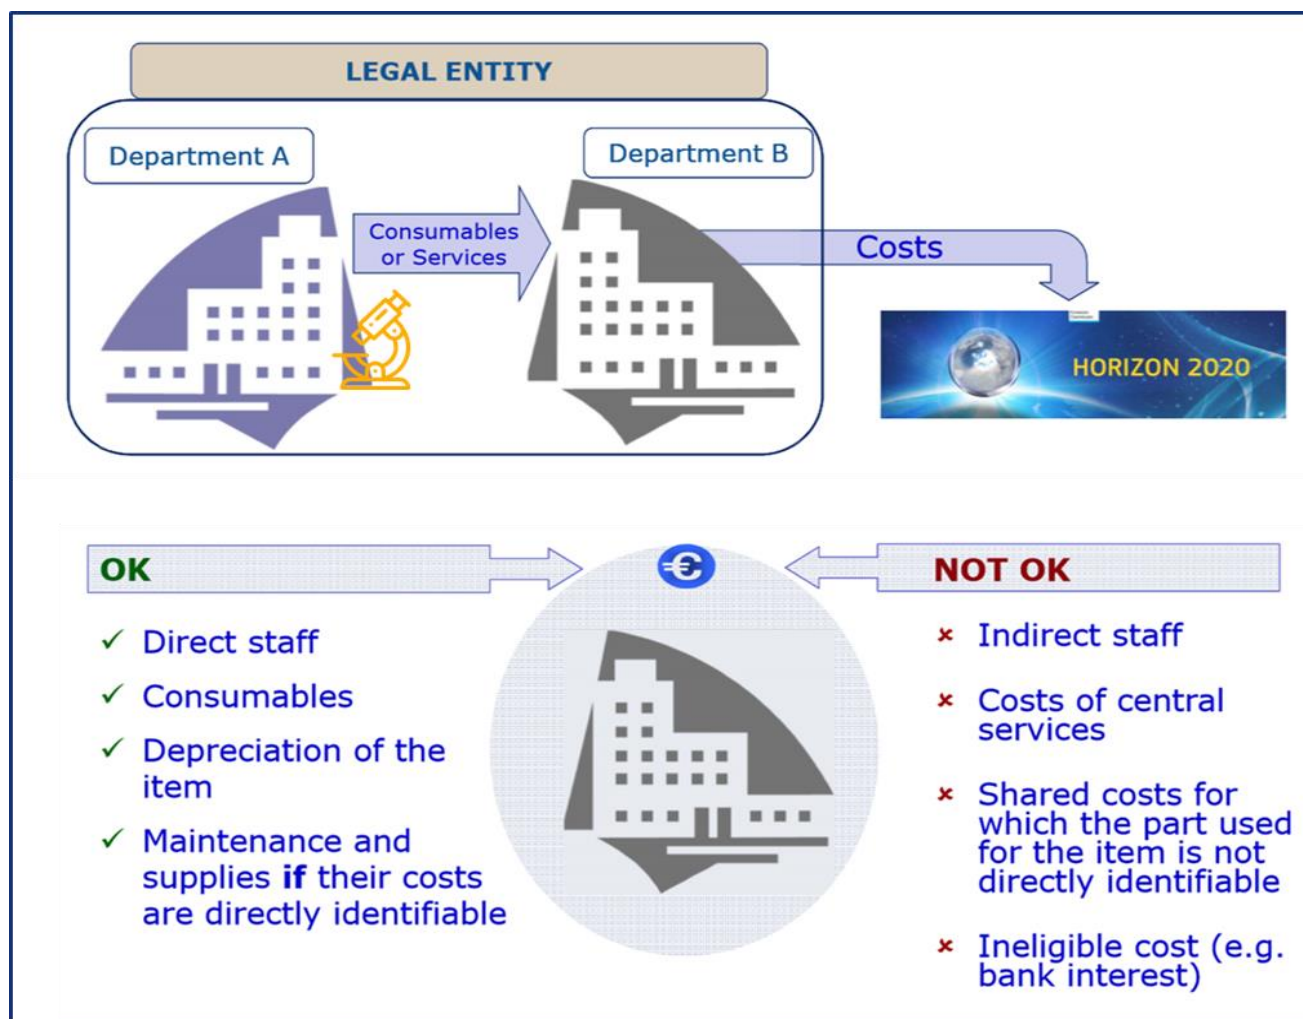 LEGAL ENTITY
Department A
Department B
Consumables
or Services
Costs
HORIZON 2020
OK
✓ Direct staff
✓ Consumables
✓ Depreciation of the
item
✓ Maintenance and
supplies if their costs
are directly identifiable
€
NOT OK
× Indirect staff
× Costs of central
services
× Shared costs for
which the part used
for the item is not
directly identifiable
× Ineligible cost (e.g.
bank interest)